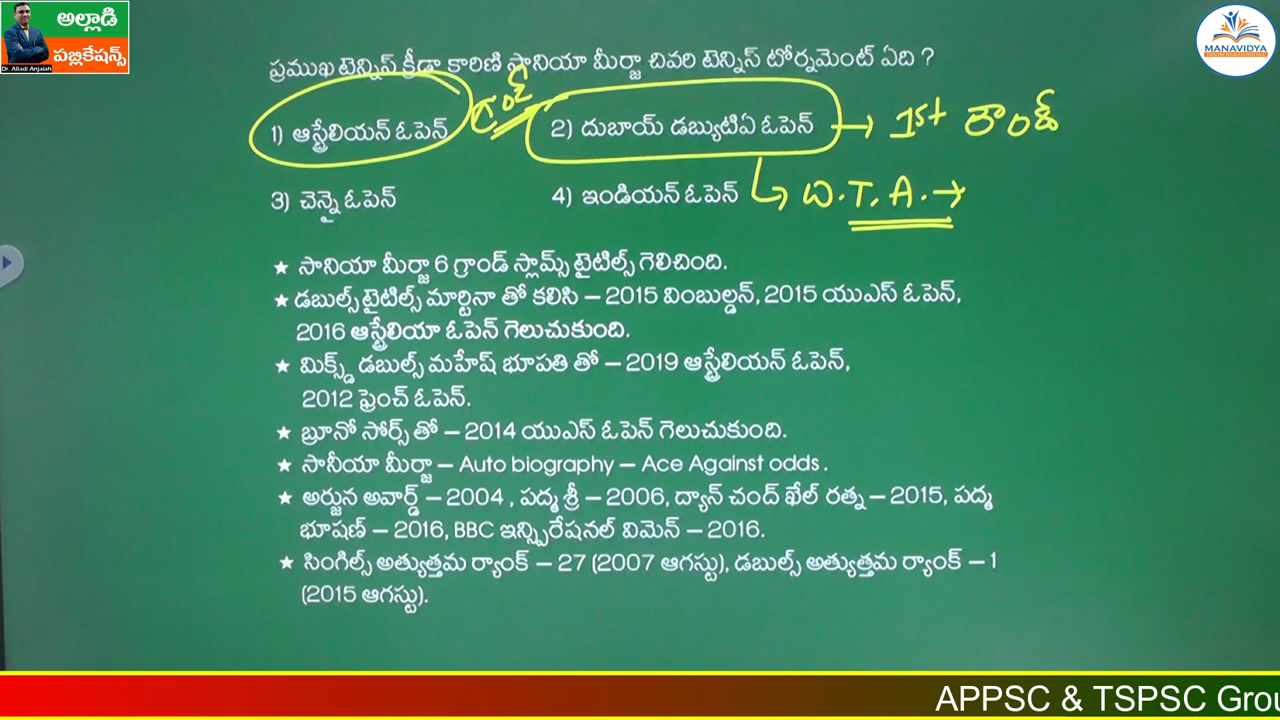 అల్లాడి
పబ్లికేషన్స్
Dr. Alladi Anjaiah
MANAVIDYA
ప్రముఖ టెన్నిస్ క్రీడా కారిణి సానియా మీర్జా చివరి టెన్నిస్ టోర్నమెంట్ ఏది ?
1) ఆస్ట్రేలియన్ ఓపెన్ 2) దుబాయ్ డబ్యుటిఏ ఓపెన్ → 1st రౌండ్
3) చెన్నై ఓపెన్ 4) ఇండియన్ ఓపెన్ T. A. →
★ సానియా మీర్జా 6 గ్రాండ్ స్లామ్స్ టైటిల్స్ గెలిచింది.
★ డబుల్స్ టైటిల్స్ మార్టినా తో కలిసి – 2015 వింబుల్డన్, 2015 యుఎస్ ఓపెన్,
2016 ఆస్ట్రేలియా ఓపెన్ గెలుచుకుంది.
★ మిక్స్డ్ డబుల్స్ మహేష్ భూపతి తో – 2019 ఆస్ట్రేలియన్ ఓపెన్,
2012 ఫ్రెంచ్ ఓపెన్.
★ బ్రూనో సోర్స్ తో – 2014 యుఎస్ ఓపెన్ గెలుచుకుంది.
★ సానీయా మీర్జా – Auto biography – Ace Against odds .
★ అర్జున అవార్డ్ – 2004 , పద్మ శ్రీ – 2006, ద్యాన్ చంద్ ఖేల్ రత్న – 2015, పద్మ
భూషణ్ – 2016, BBC ఇన్స్పిరేషనల్ విమెన్ – 2016.
★ సింగిల్స్ అత్యుత్తమ ర్యాంక్ – 27 (2007 ఆగస్టు), డబుల్స్ అత్యుత్తమ ర్యాంక్ – 1
(2015 ఆగస్టు).
APPSC & TSPSC Grou